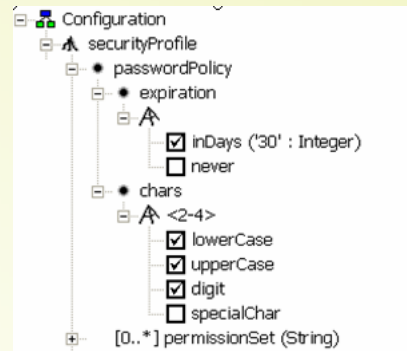 Configuration
securityProfile
passwordPolicy
expiration
inDays ('30' : Integer)
never
chars
<2-4>
lowerCase
upperCase
digit
specialChar
[0..*] permissionSet (String)